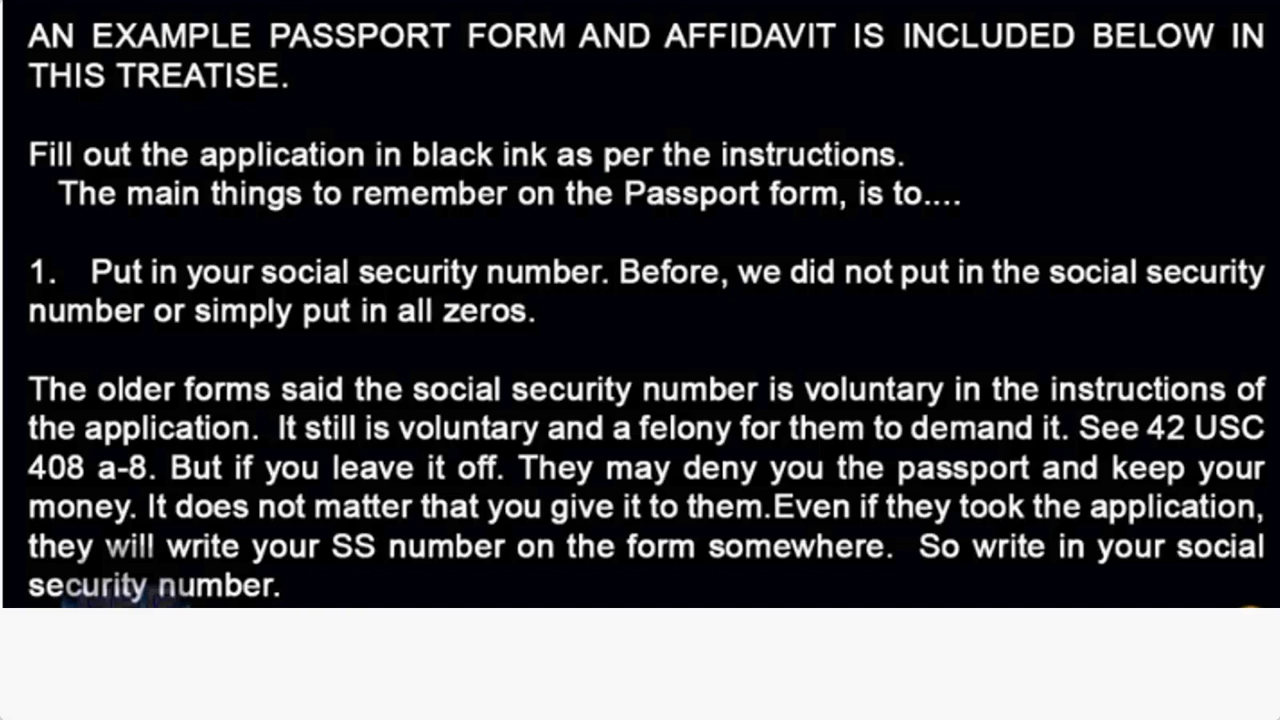 AN EXAMPLE PASSPORT FORM AND AFFIDAVIT IS INCLUDED BELOW IN
THIS TREATISE.
Fill out the application in black ink as per the instructions.
The main things to remember on the Passport form, is to....
1. Put in your social security number. Before, we did not put in the social security
number or simply put in all zeros.
The older forms said the social security number is voluntary in the instructions of
the application. It still is voluntary and a felony for them to demand it. See 42 USC
408 a-8. But if you leave it off. They may deny you the passport and keep your
money. It does not matter that you give it to them.Even if they took the application,
they will write your SS number on the form somewhere. So write in your social
security number.